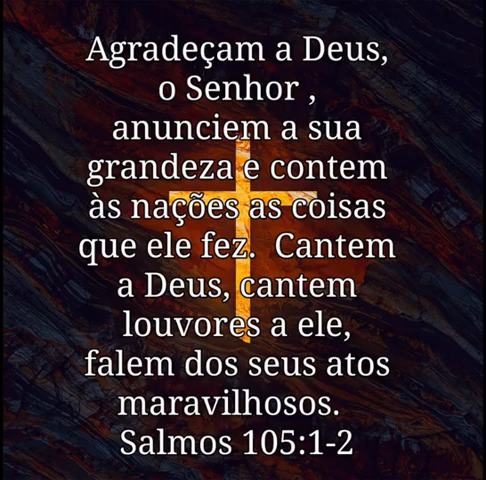 Agradeçam a Deus,
o Senhor ,
anunciem a sua
grandeza e contem
às nações as coisas
que ele fez.  Cantem
a Deus, cantem
louvores a ele,
falem dos seus atos
maravilhosos.
Salmos 105:1-2